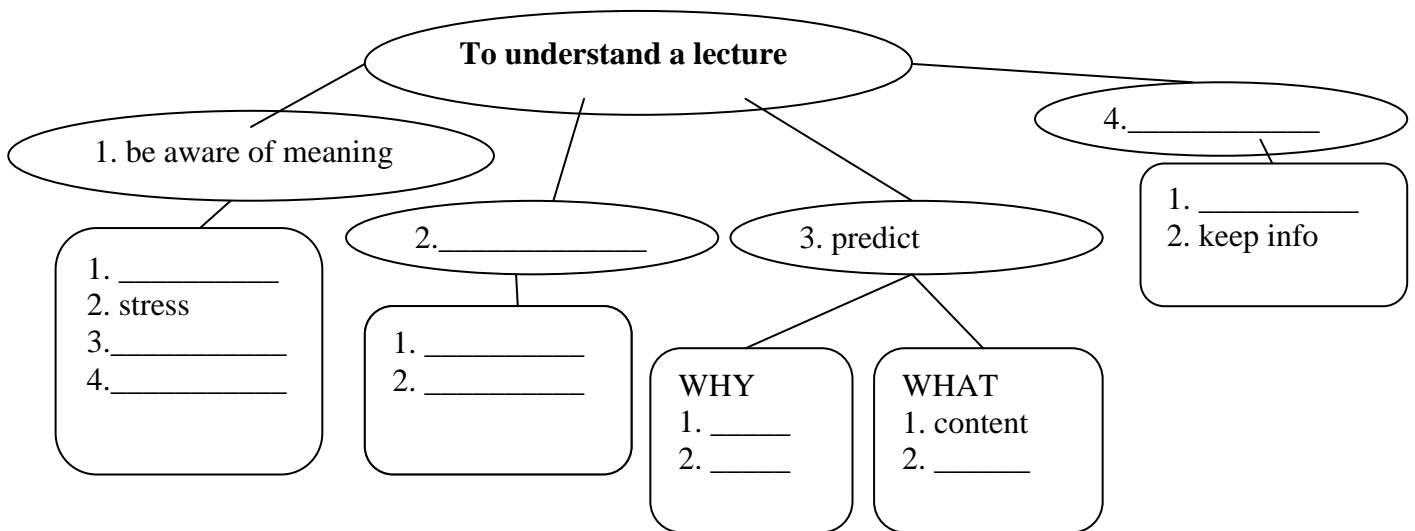 To understand a lecture
1. be aware of meaning
1. __________
2. stress
3.___________
4.___________
2._____________
1. __________
2. __________
3. predict
WHY
1. _____
2. _____
WHAT
1. content
2. ______
4.____________
1. __________
2. keep info